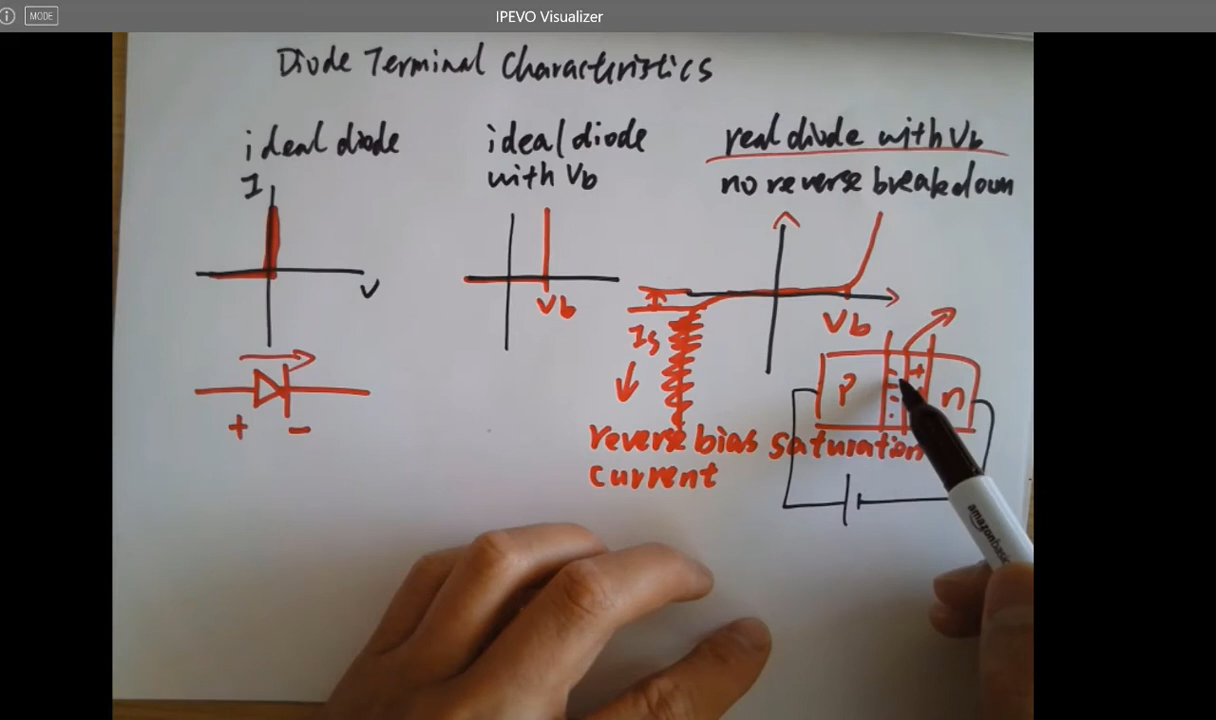 MODE
IPEVO Visualizer
Diode Terminal Characteristics
ideal diode
I
V
+ -
ideal diode
with Vb
Vb
real diode with Vb
no reverse breakdown
Is
Vb
P
+
n
reverse bias saturation
current
amazonbasic